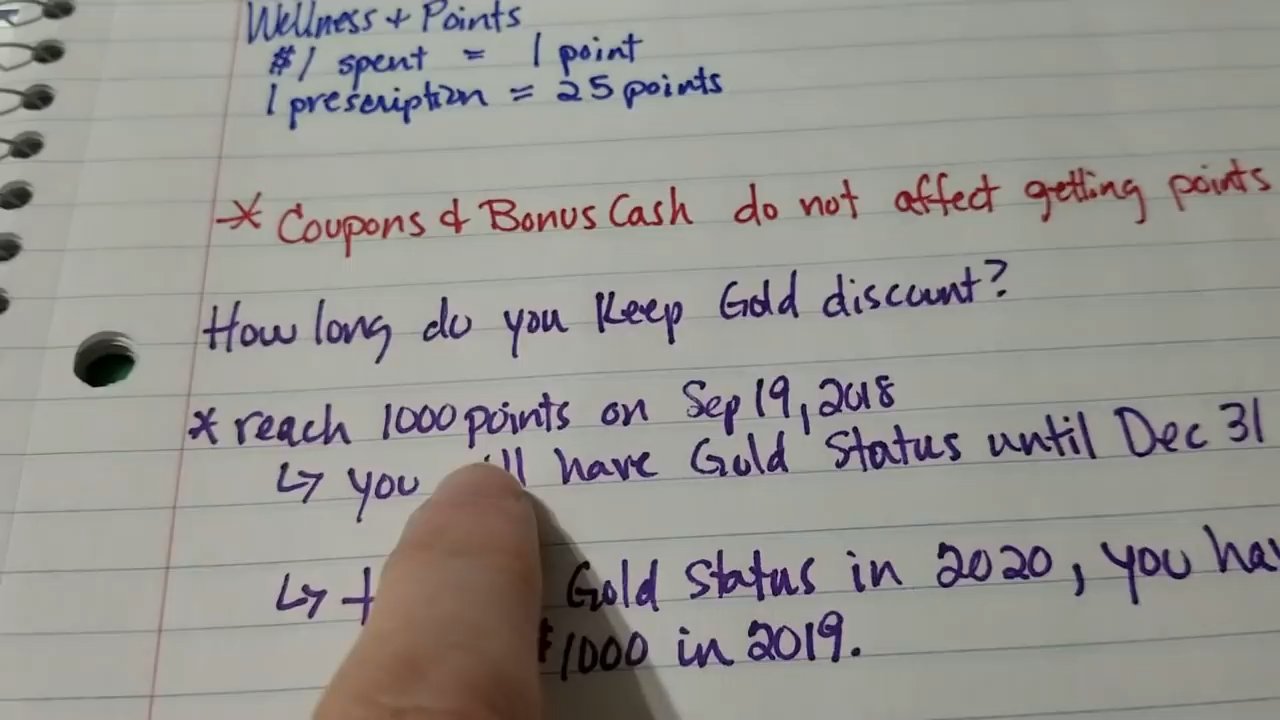 Wellness + Points
$1 spent = 1 point
1 prescription = 25 points
* Coupons & Bonus Cash do not affect getting points
How long do you keep Gold discount?
* reach 1000 points on Sep 19, 2018
↳ you have Gold Status until Dec 31
↳ Gold Status in 2020, you
$1000 in 2019.